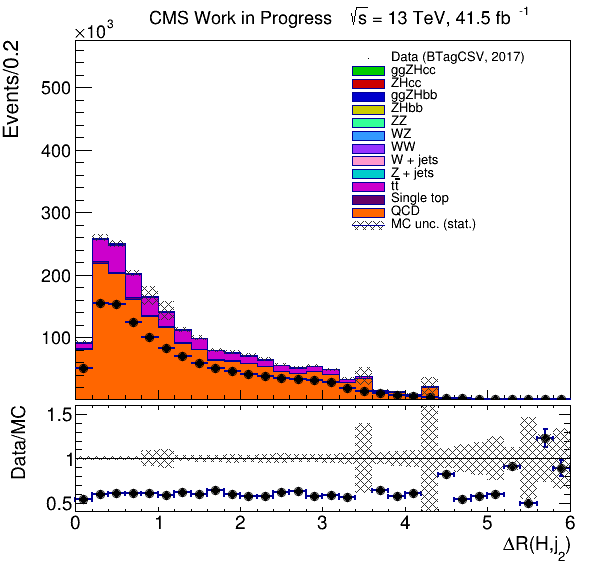 CMS Work in Progress √s = 13 TeV, 41.5 fb⁻¹
×10³
Events/0.2
500
400
300
200
100
Data (BTagCSV, 2017)
ggZHcc
ZHcc
ggZHbb
ZHbb
ZZ
WZ
WW
W + jets
Z + jets
tt̅
Single top
QCD
MC unc. (stat.)
Data/MC
1.5
1
0.5
0 1 2 3 4 5 6
ΔR(H,j₂)